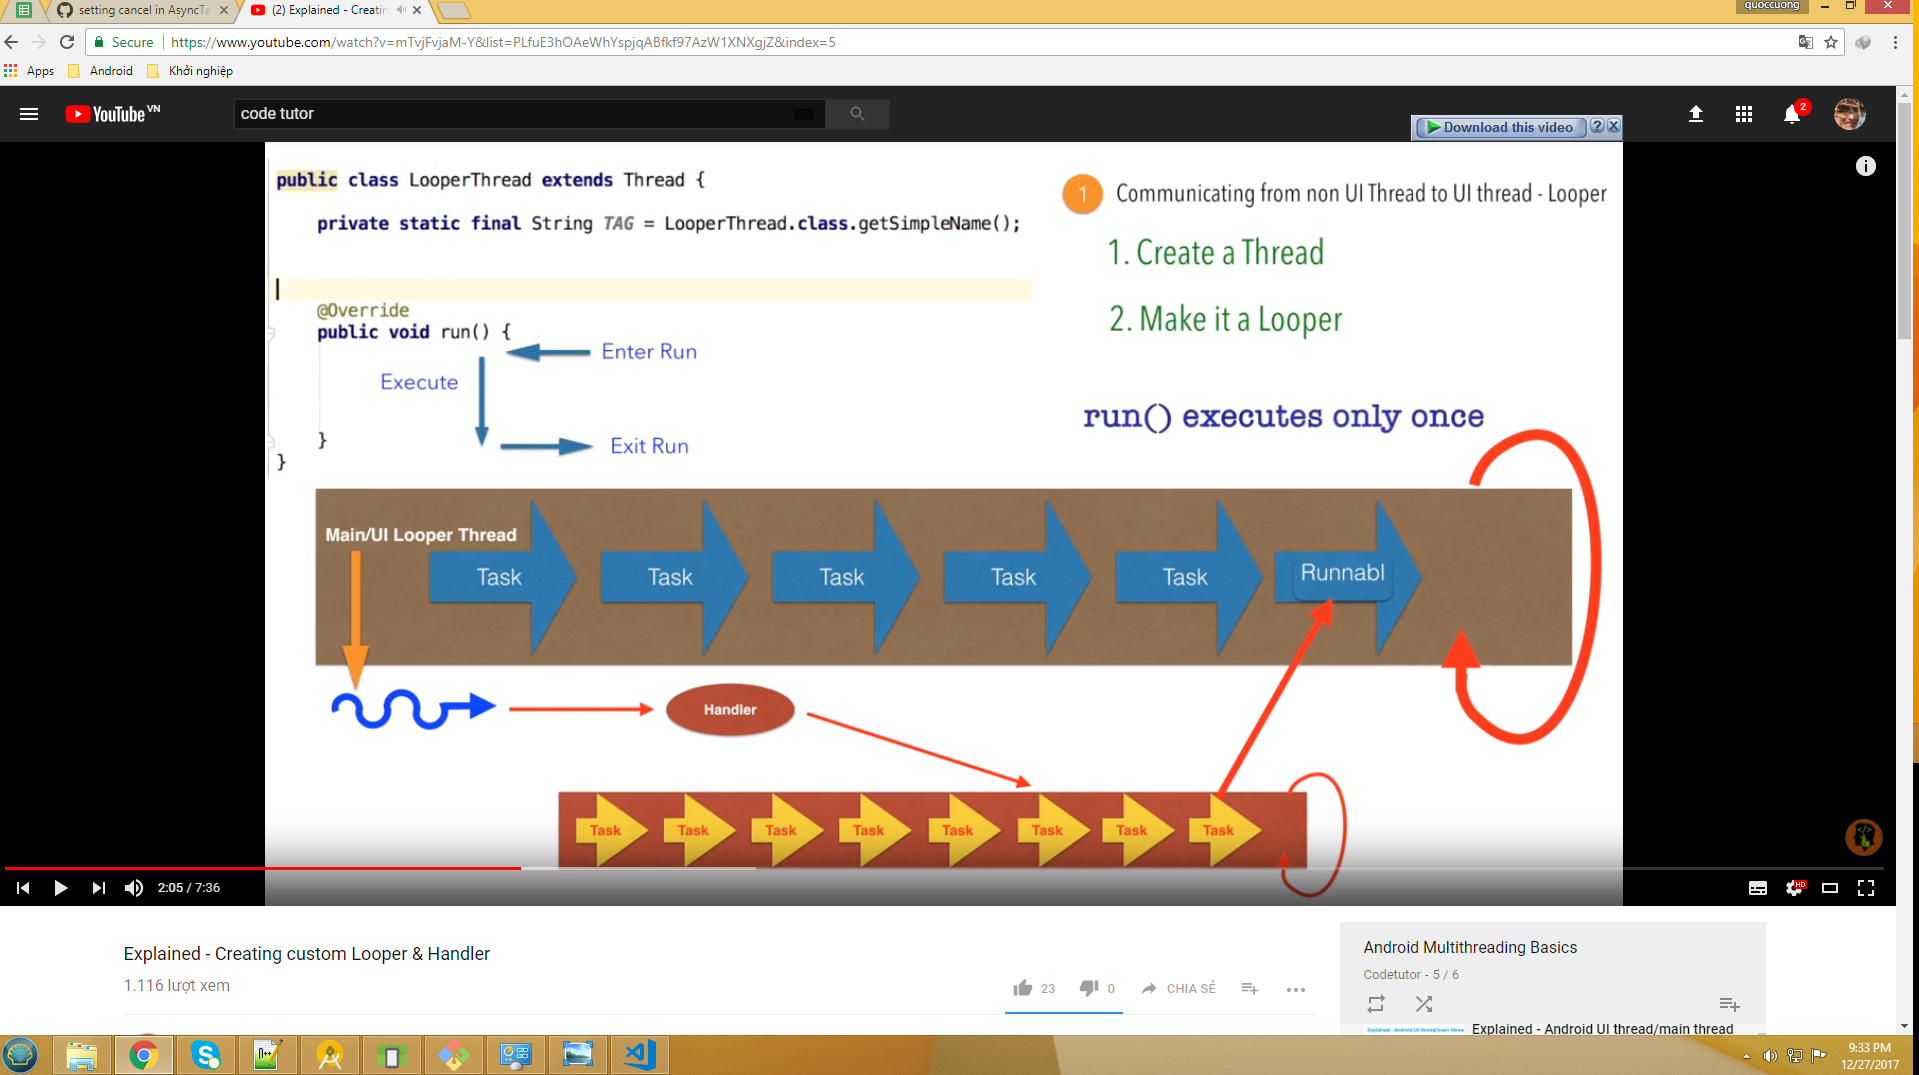 quoccuong
setting cancel in AsyncTa
(2) Explained - Creatin
Secure
https://www.youtube.com/watch?v=mTvjFvjaM-Y&list=PLfuE3hOAeWhYspjqABfkf97AzW1XNXgjZ&index=5
Apps
Android
Khởi nghiệp
YouTube VN
code tutor
2
Download this video
public class LooperThread extends Thread {
private static final String TAG = LooperThread.class.getSimpleName();
@Override
public void run() {
Enter Run
Execute
Exit Run
}
}
1 Communicating from non UI Thread to UI thread - Looper
1. Create a Thread
2. Make it a Looper
run() executes only once
Main/UI Looper Thread
Task
Task
Task
Task
Task
Runnabl
Handler
Task
Task
Task
Task
Task
Task
Task
Task
2:05 / 7:36
HD
Explained - Creating custom Looper & Handler
1.116 lượt xem
23
0
CHIA SẺ
Android Multithreading Basics
Codetutor - 5 / 6
Explained - Android UI thread/main thread
9:33 PM
12/27/2017